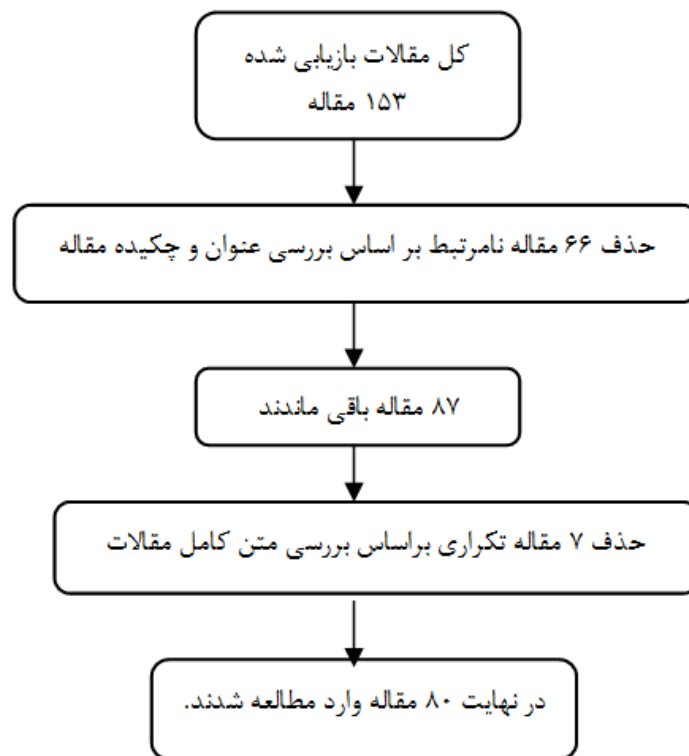 کل مقالات بازیابی شده
۱۵۳ مقاله
حذف ۶۶ مقاله نامرتبط بر اساس بررسی عنوان و چکیده مقاله
۸۷ مقاله باقی ماندند
حذف ۷ مقاله تکراری براساس بررسی متن کامل مقالات
در نهایت ۸۰ مقاله وارد مطالعه شدند.